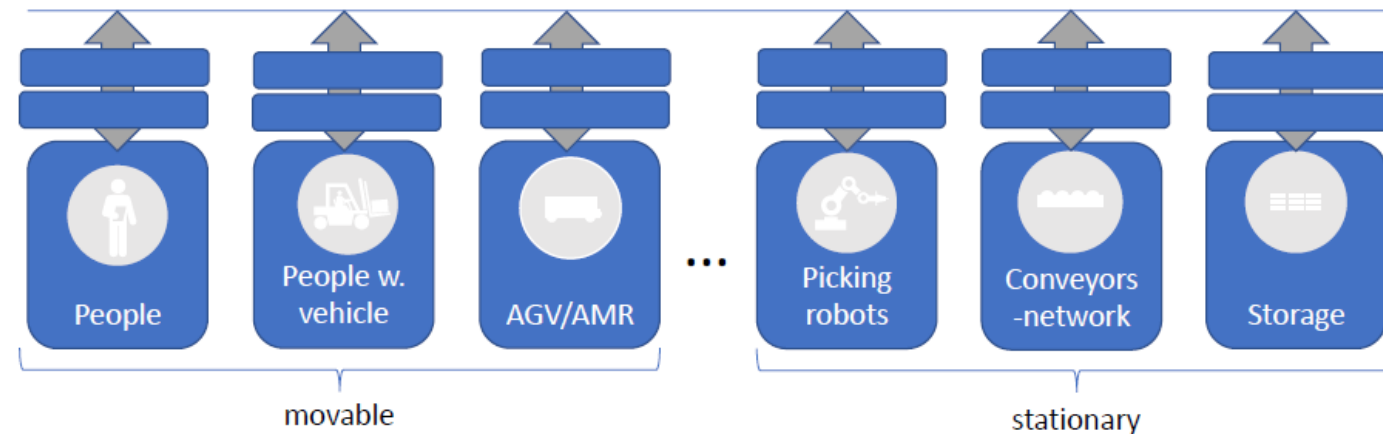 People
People w.
vehicle
AGV/AMR
...
Picking
robots
Conveyors
-network
Storage
movable
stationary